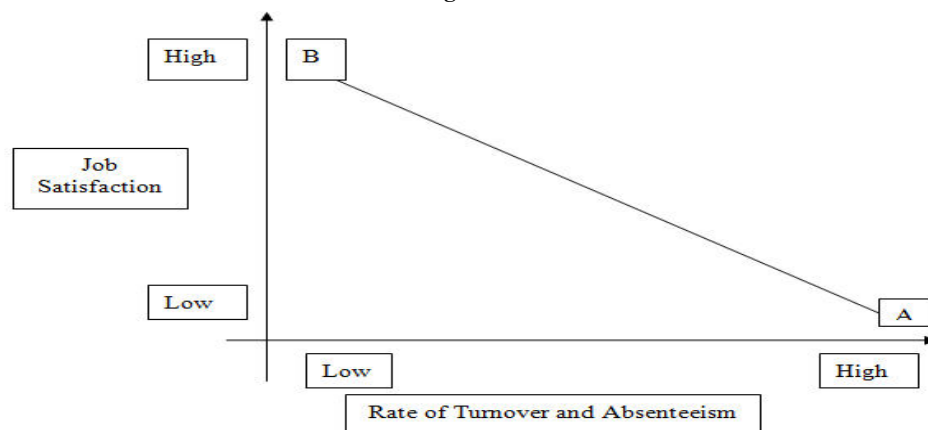 High
B
Job
Satisfaction
Low
A
Low
High
Rate of Turnover and Absenteeism